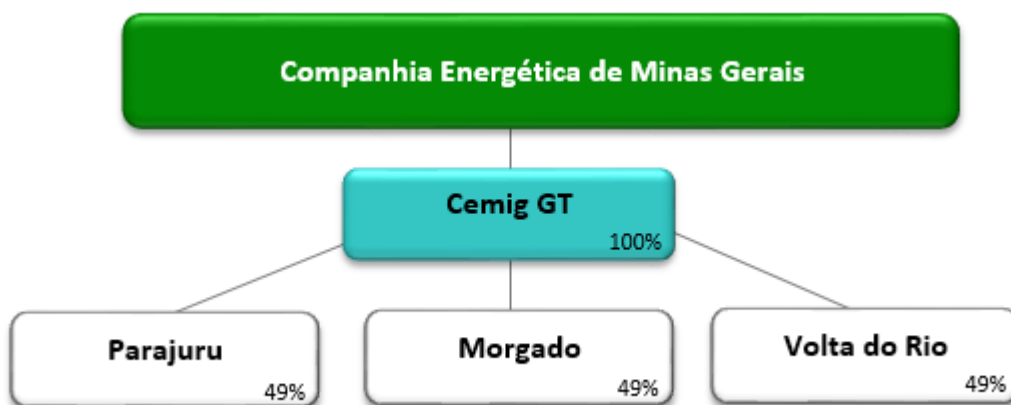 Companhia Energética de Minas Gerais
Cemig GT
100%
Parajuru
49%
Morgado
49%
Volta do Rio
49%